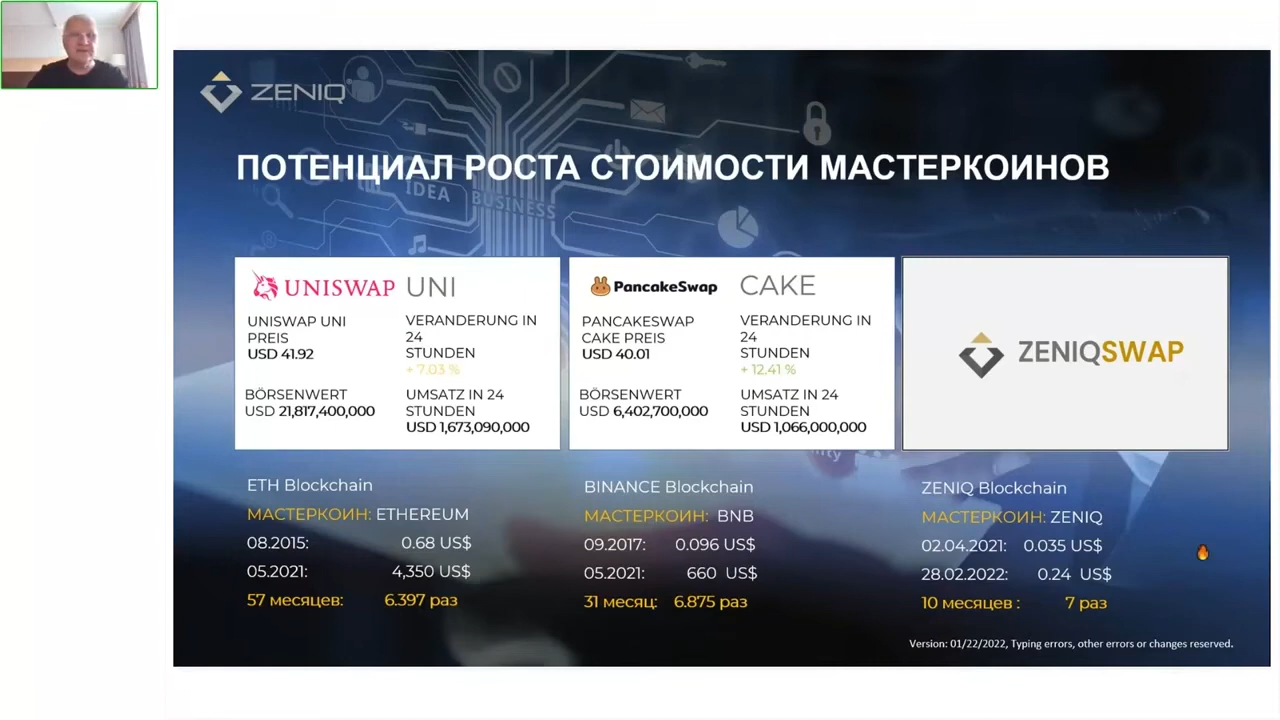 ZENIQ
ПОТЕНЦИАЛ РОСТА СТОИМОСТИ МАСТЕРКОИНОВ
IDEA BUSINESS
UNISWAP UNI
UNISWAP UNI
PREIS
USD 41.92
VERANDERUNG IN
24
STUNDEN
+ 7.03 %
BÖRSENWERT
USD 21,817,400,000
UMSATZ IN 24
STUNDEN
USD 1,673,090,000
PancakeSwap CAKE
PANCAKESWAP
CAKE PREIS
USD 40.01
VERANDERUNG IN
24
STUNDEN
+ 12.41 %
BÖRSENWERT
USD 6,402,700,000
UMSATZ IN 24
STUNDEN
USD 1,066,000,000
ZENIQSWAP
ETH Blockchain
МАСТЕРКОИН: ETHEREUM
08.2015: 0.68 US$
05.2021: 4,350 US$
57 месяцев: 6.397 раз
BINANCE Blockchain
МАСТЕРКОИН: BNB
09.2017: 0.096 US$
05.2021: 660 US$
31 месяц: 6.875 раз
ZENIQ Blockchain
МАСТЕРКОИН: ZENIQ
02.04.2021: 0.035 US$
28.02.2022: 0.24 US$
10 месяцев : 7 раз
Version: 01/22/2022, Typing errors, other errors or changes reserved.